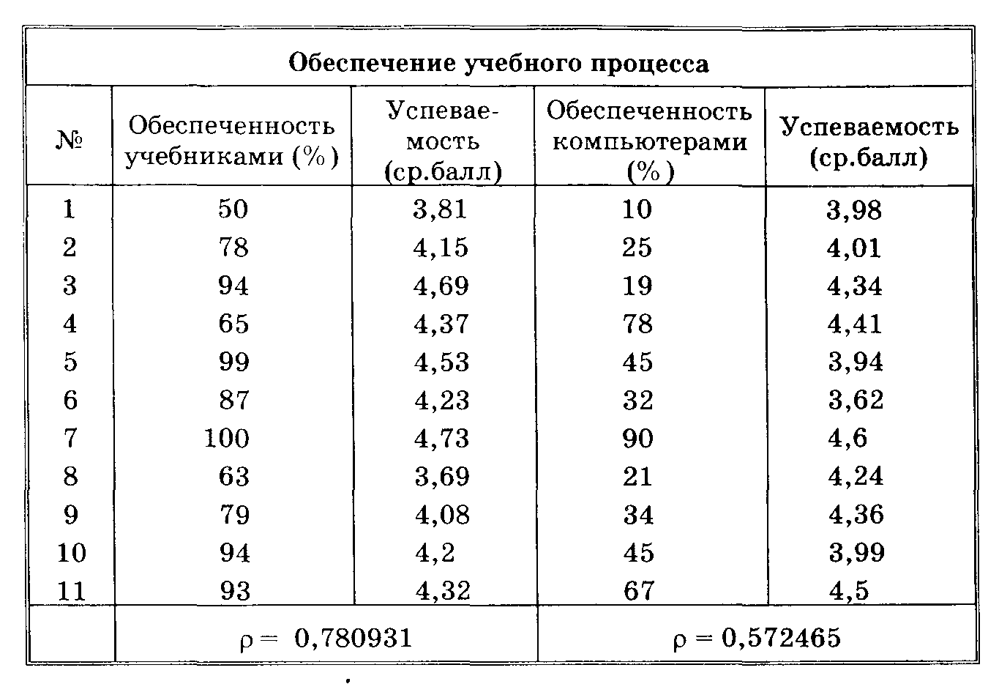 Обеспечение учебного процесса
№
Обеспеченность
учебниками (%)
Успевае-
мость
(ср.балл)
Обеспеченность
компьютерами
(%)
Успеваемость
(ср.балл)
1 50 3,81 10 3,98
2 78 4,15 25 4,01
3 94 4,69 19 4,34
4 65 4,37 78 4,41
5 99 4,53 45 3,94
6 87 4,23 32 3,62
7 100 4,73 90 4,6
8 63 3,69 21 4,24
9 79 4,08 34 4,36
10 94 4,2 45 3,99
11 93 4,32 67 4,5
ρ = 0,780931 ρ = 0,572465